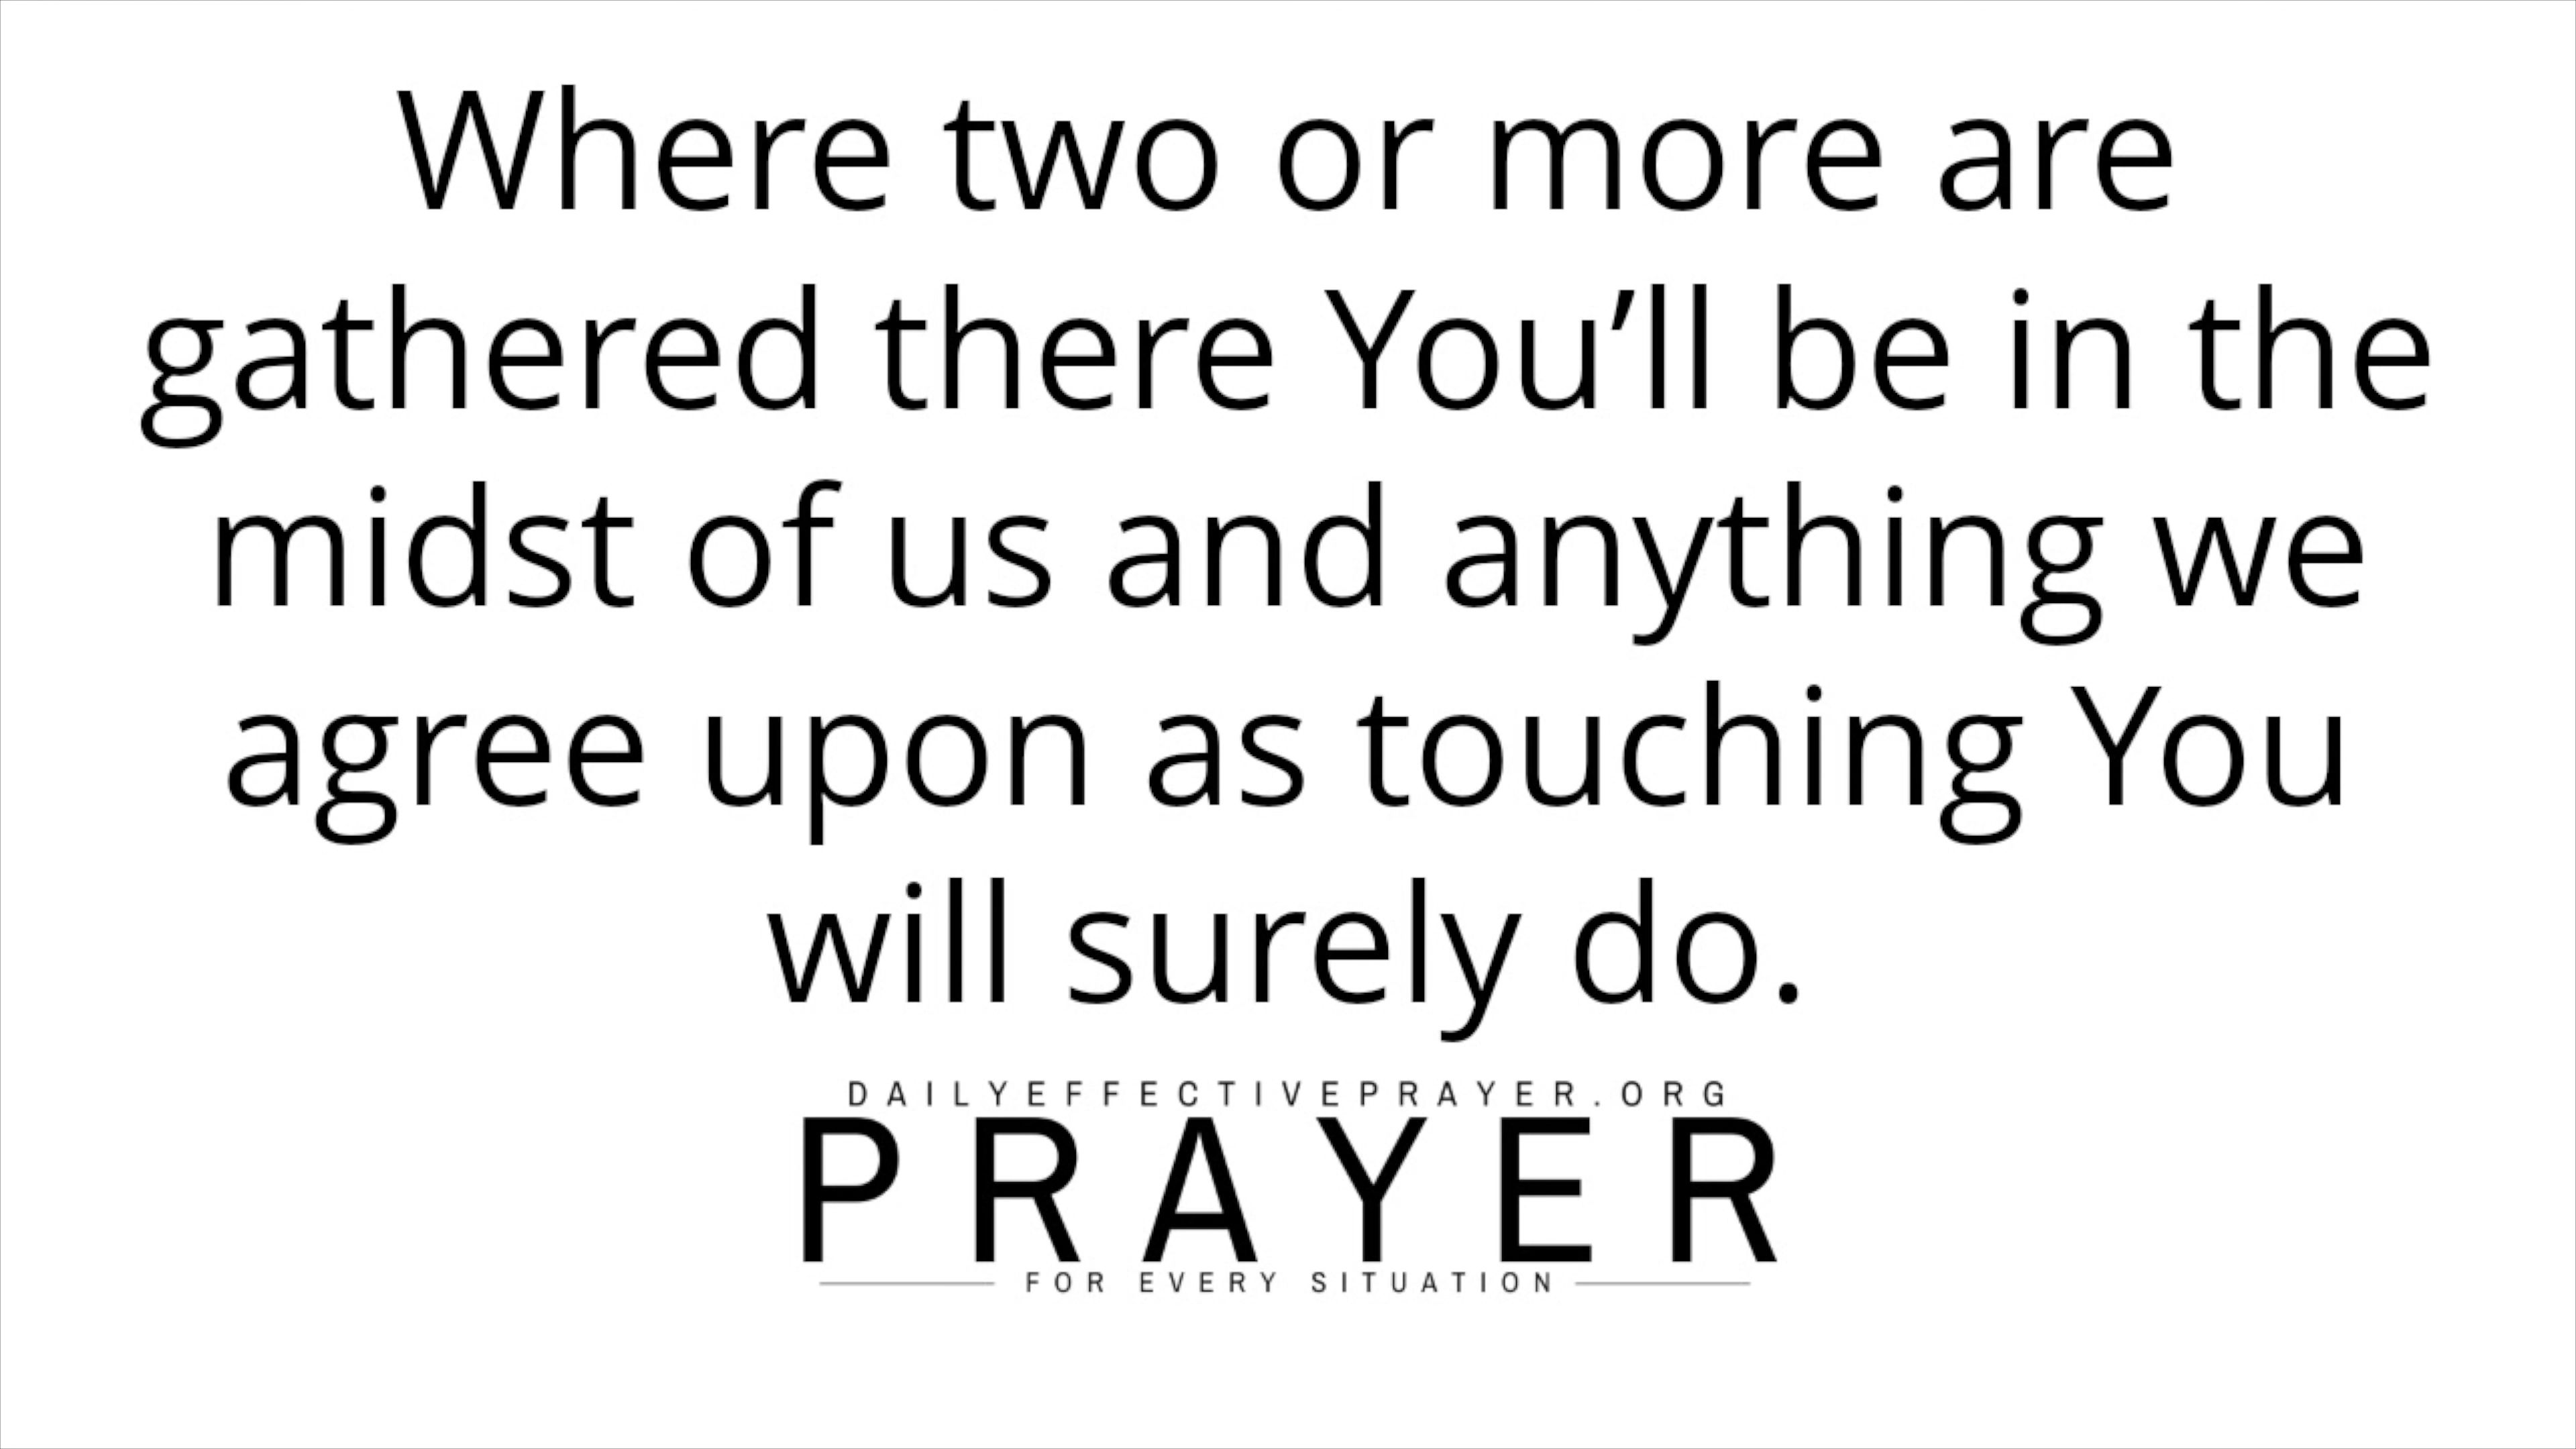 Where two or more are
gathered there You’ll be in the
midst of us and anything we
agree upon as touching You
will surely do.
DAILYEFFECTIVEPRAYER.ORG
PRAYER
FOR EVERY SITUATION